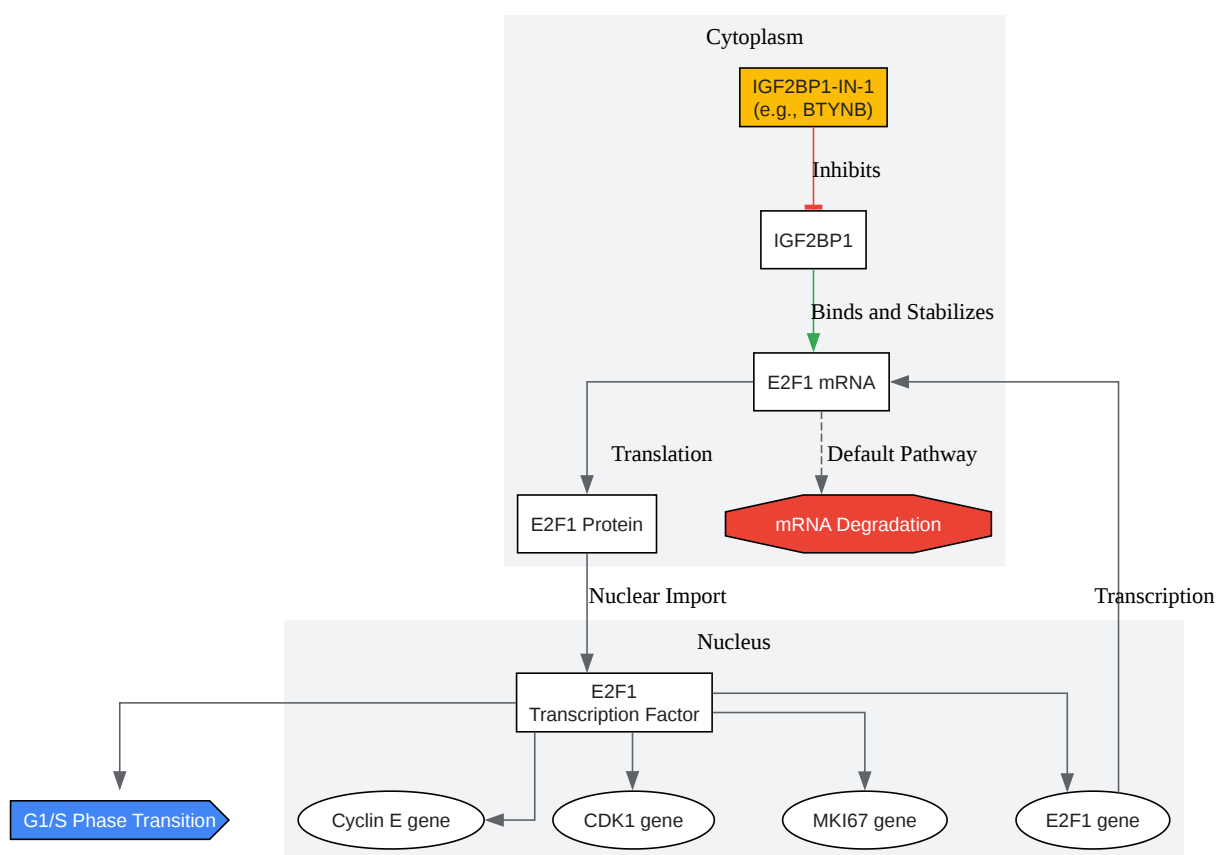 Cytoplasm
IGF2BP1-IN-1
(e.g., BTYNB)
Inhibits
IGF2BP1
Binds and Stabilizes
E2F1 mRNA
Translation
Default Pathway
E2F1 Protein
mRNA Degradation
Nuclear Import
Transcription
Nucleus
E2F1
Transcription Factor
G1/S Phase Transition
Cyclin E gene
CDK1 gene
MKI67 gene
E2F1 gene